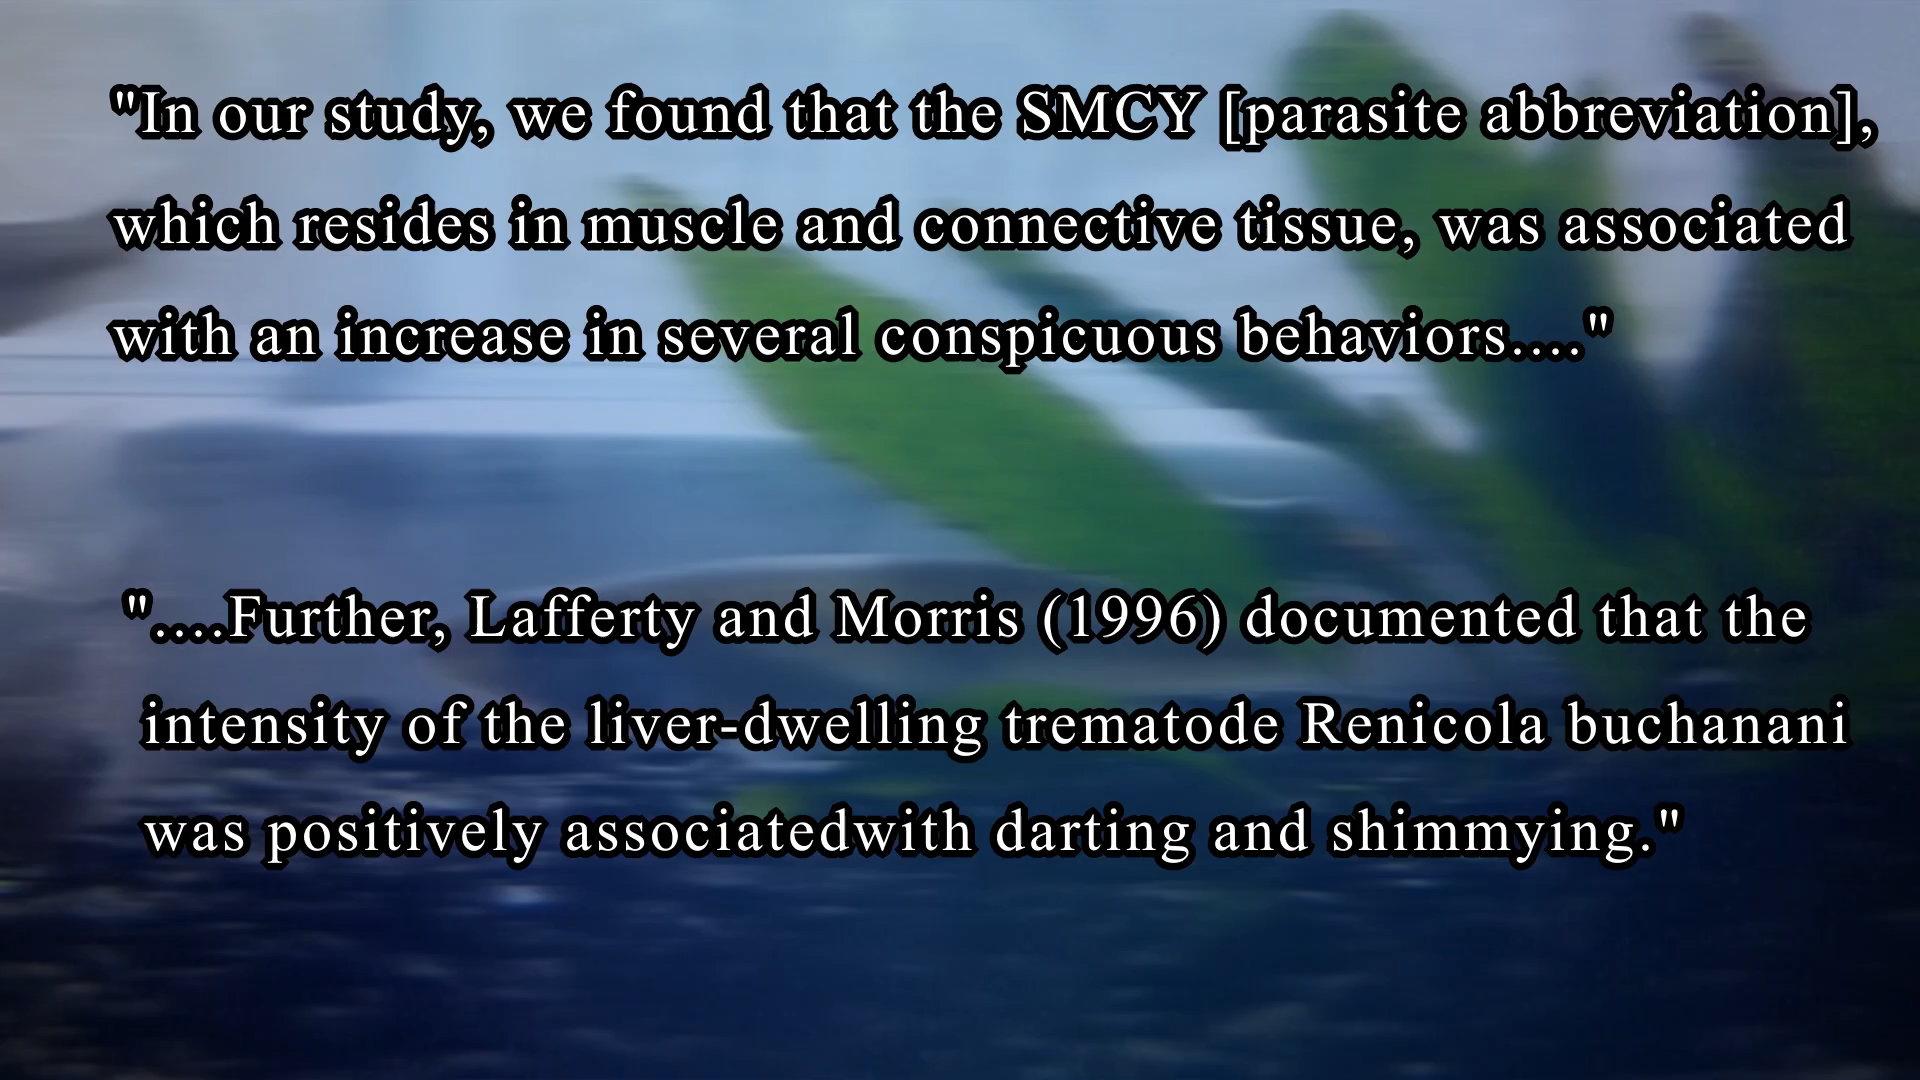 "In our study, we found that the SMCY [parasite abbreviation],
which resides in muscle and connective tissue, was associated
with an increase in several conspicuous behaviors...."
"....Further, Lafferty and Morris (1996) documented that the
intensity of the liver-dwelling trematode Renicola buchanani
was positively associatedwith darting and shimmying."